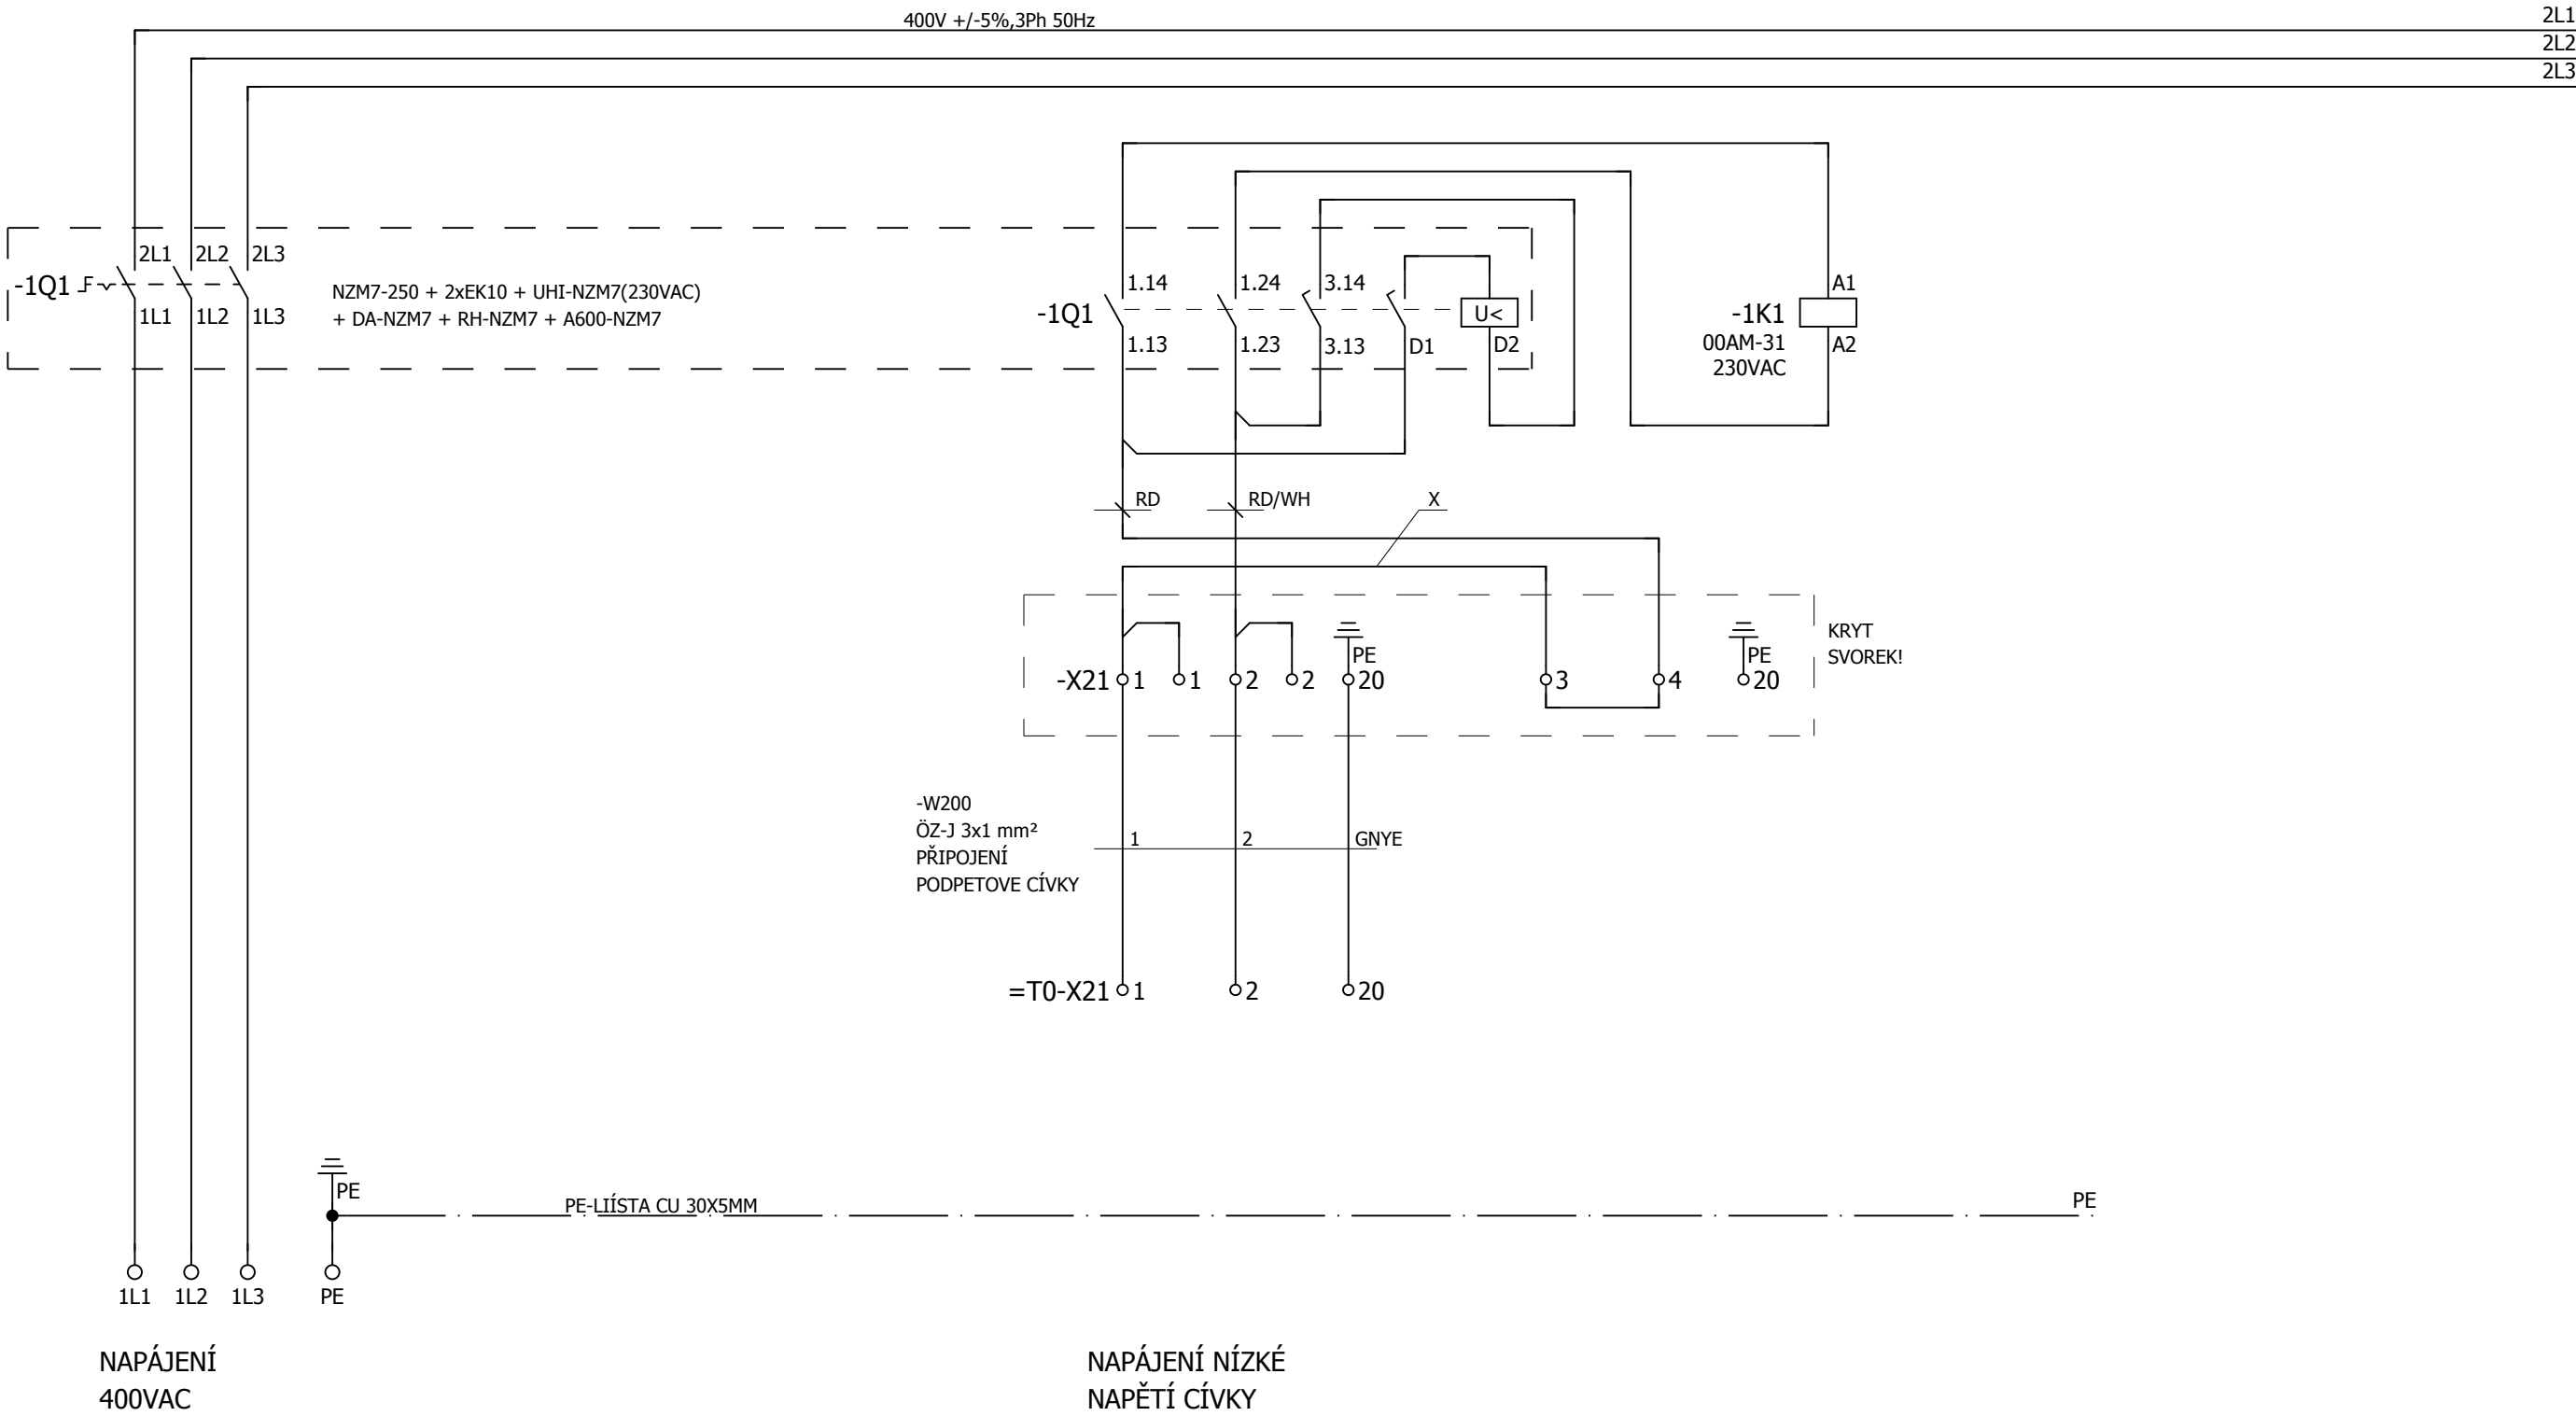 400V +/-5%,3Ph 50Hz
2L1
2L2
2L3
-1Q1
2L1 2L2 2L3
1L1 1L2 1L3
NZM7-250 + 2xEK10 + UHI-NZM7(230VAC)
+ DA-NZM7 + RH-NZM7 + A600-NZM7
-1Q1
1.14 1.24 3.14
U<
1.13 1.23 3.13 D1 D2
-1K1
00AM-31
230VAC
A1
A2
RD RD/WH X
KRYT
SVOREK!
PE PE
-X21 1 1 2 2 20 3 4 20
-W200
ÖZ-J 3x1 mm²
PŘIPOJENÍ
PODPETOVE CÍVKY
1 2 GNYE
=T0-X21 1 2 20
PE
PE-LIÍSTA CU 30X5MM
PE
1L1 1L2 1L3 PE
NAPÁJENÍ
400VAC
NAPÁJENÍ NÍZKÉ
NAPĚTÍ CÍVKY